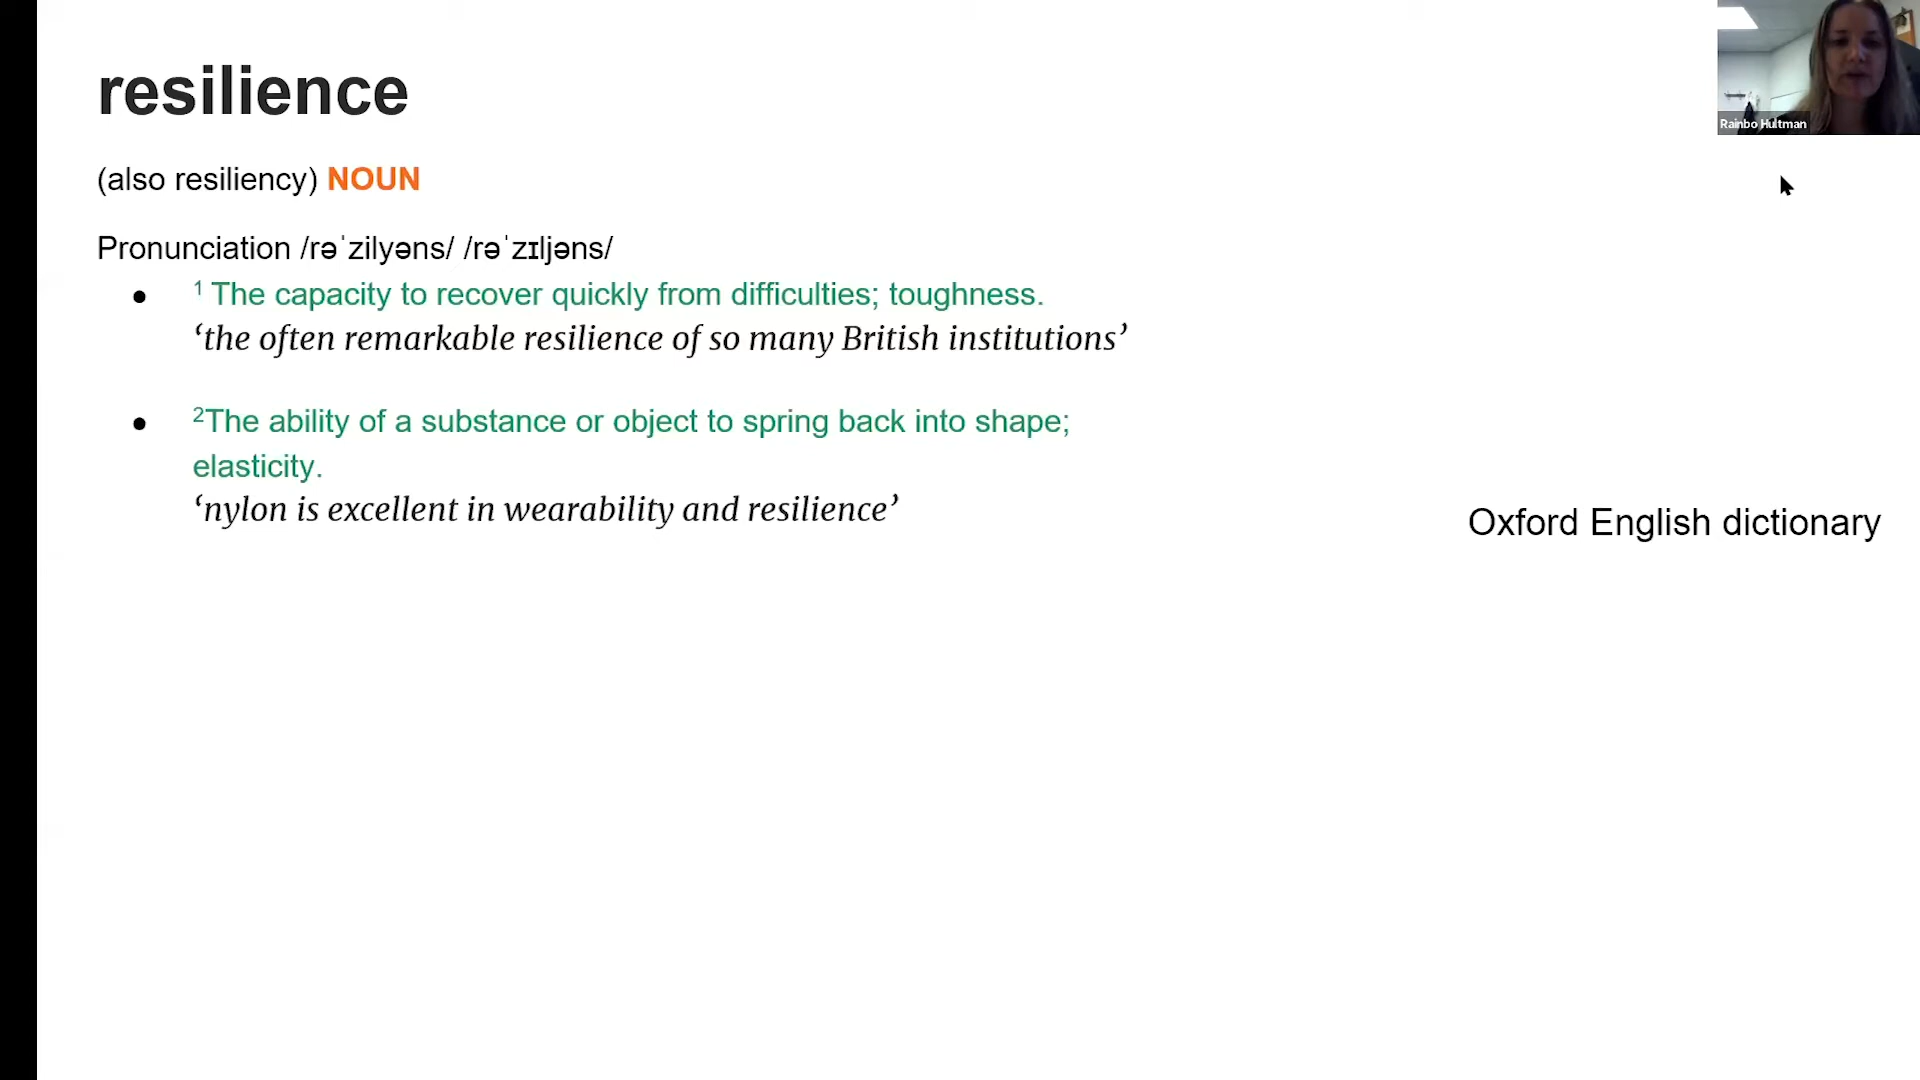 resilience
Rainbo Hultman
(also resiliency) NOUN
Pronunciation /rəˈzilyəns/ /rəˈzɪljəns/
• ¹ The capacity to recover quickly from difficulties; toughness.
‘the often remarkable resilience of so many British institutions’
• ²The ability of a substance or object to spring back into shape;
elasticity.
‘nylon is excellent in wearability and resilience’
Oxford English dictionary